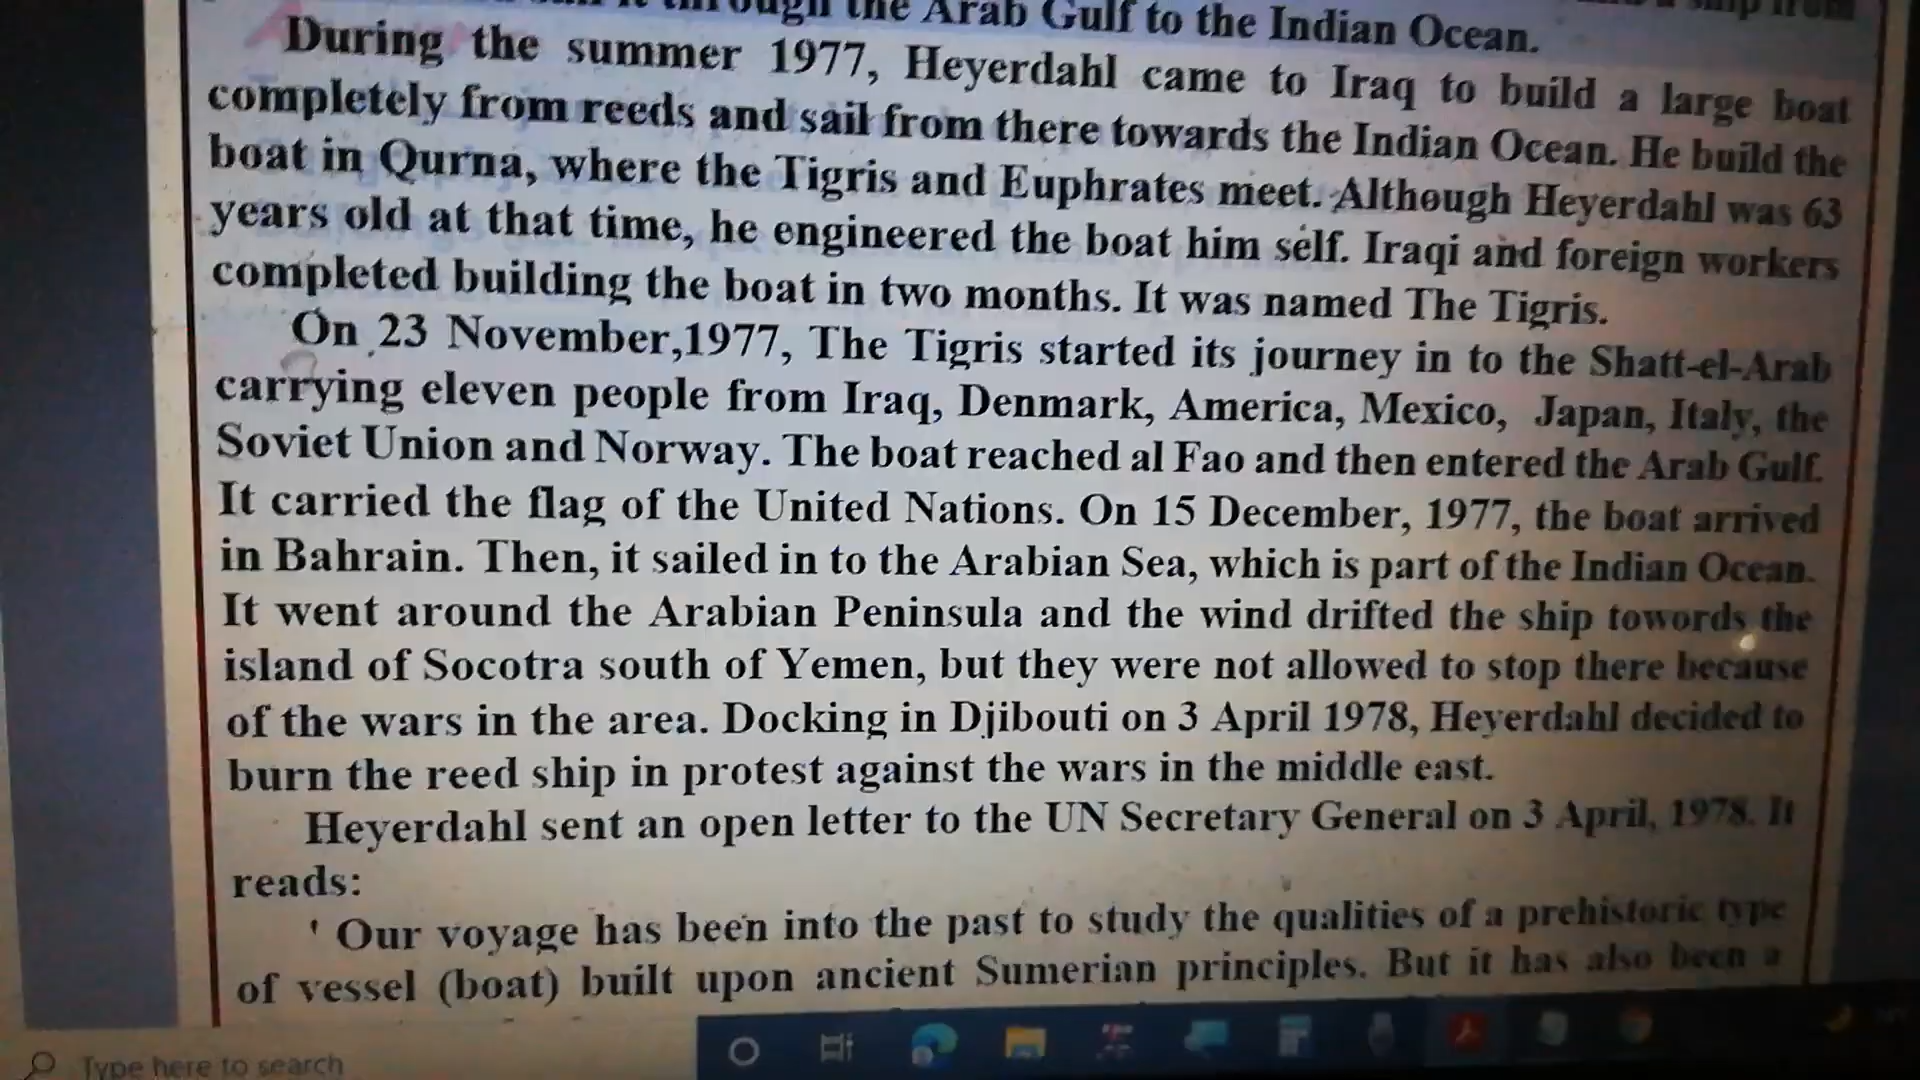 through the Arab Gulf to the Indian Ocean.
During the summer 1977, Heyerdahl came to Iraq to build a large boat
completely from reeds and sail from there towards the Indian Ocean. He build the
boat in Qurna, where the Tigris and Euphrates meet. Although Heyerdahl was 63
years old at that time, he engineered the boat him self. Iraqi and foreign workers
completed building the boat in two months. It was named The Tigris.
On 23 November,1977, The Tigris started its journey in to the Shatt-el-Arab
carrying eleven people from Iraq, Denmark, America, Mexico, Japan, Italy, the
Soviet Union and Norway. The boat reached al Fao and then entered the Arab Gulf.
It carried the flag of the United Nations. On 15 December, 1977, the boat arrived
in Bahrain. Then, it sailed in to the Arabian Sea, which is part of the Indian Ocean.
It went around the Arabian Peninsula and the wind drifted the ship towords the
island of Socotra south of Yemen, but they were not allowed to stop there because
of the wars in the area. Docking in Djibouti on 3 April 1978, Heyerdahl decided to
burn the reed ship in protest against the wars in the middle east.
Heyerdahl sent an open letter to the UN Secretary General on 3 April, 1978. It
reads:
' Our voyage has been into the past to study the qualities of a prehistoric type
of vessel (boat) built upon ancient Sumerian principles. But it has also been a
Type here to search